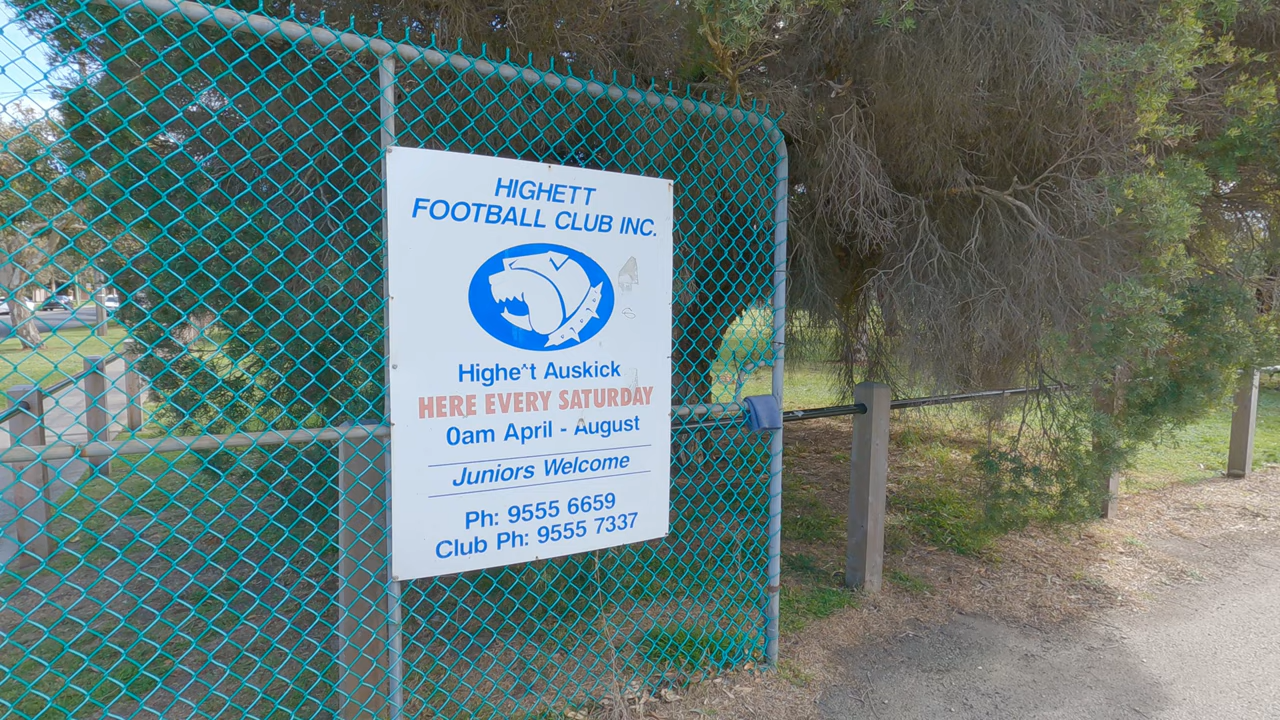 HIGHETT
FOOTBALL CLUB INC.
Highe^t Auskick
HERE EVERY SATURDAY
0am April - August
Juniors Welcome
Ph: 9555 6659
Club Ph: 9555 7337